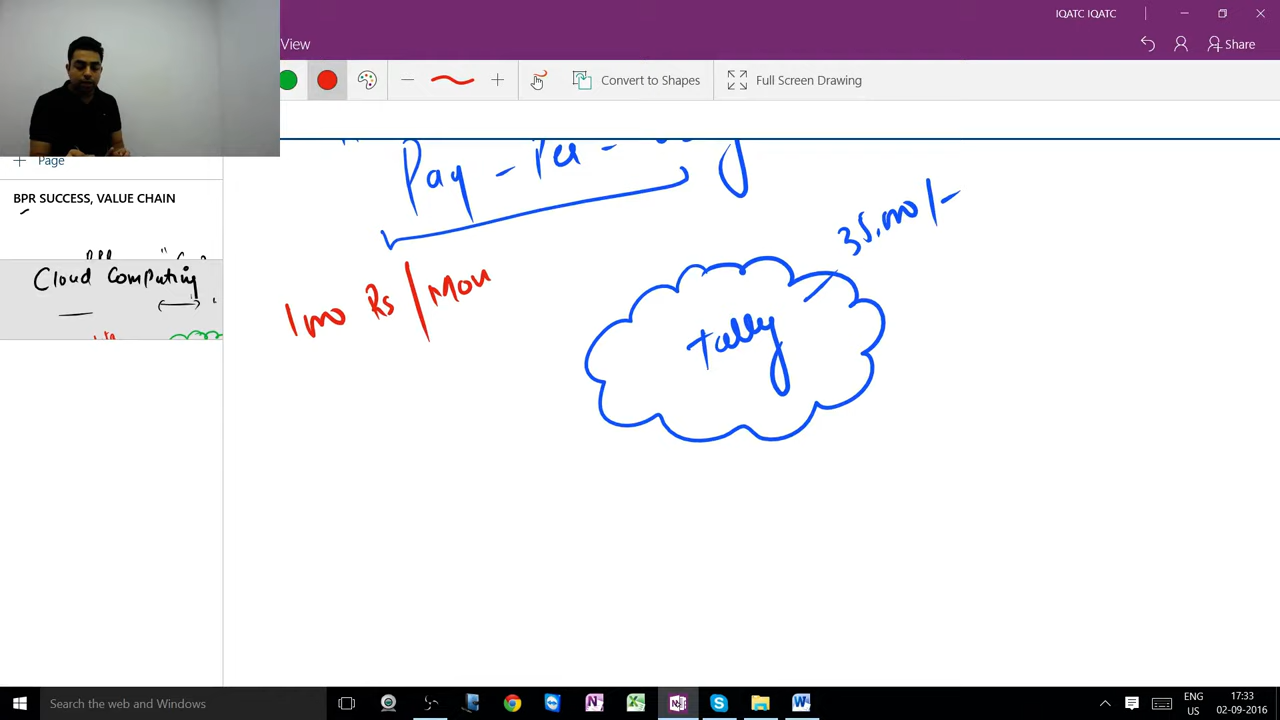 IQATC IQATC
View
Share
Convert to Shapes
Full Screen Drawing
Page
Pay - Per -
BPR SUCCESS, VALUE CHAIN
35,000/-
Cloud Computing
1000 Rs/Mon
Tally
Search the web and Windows
ENG
US
17:33
02-09-2016